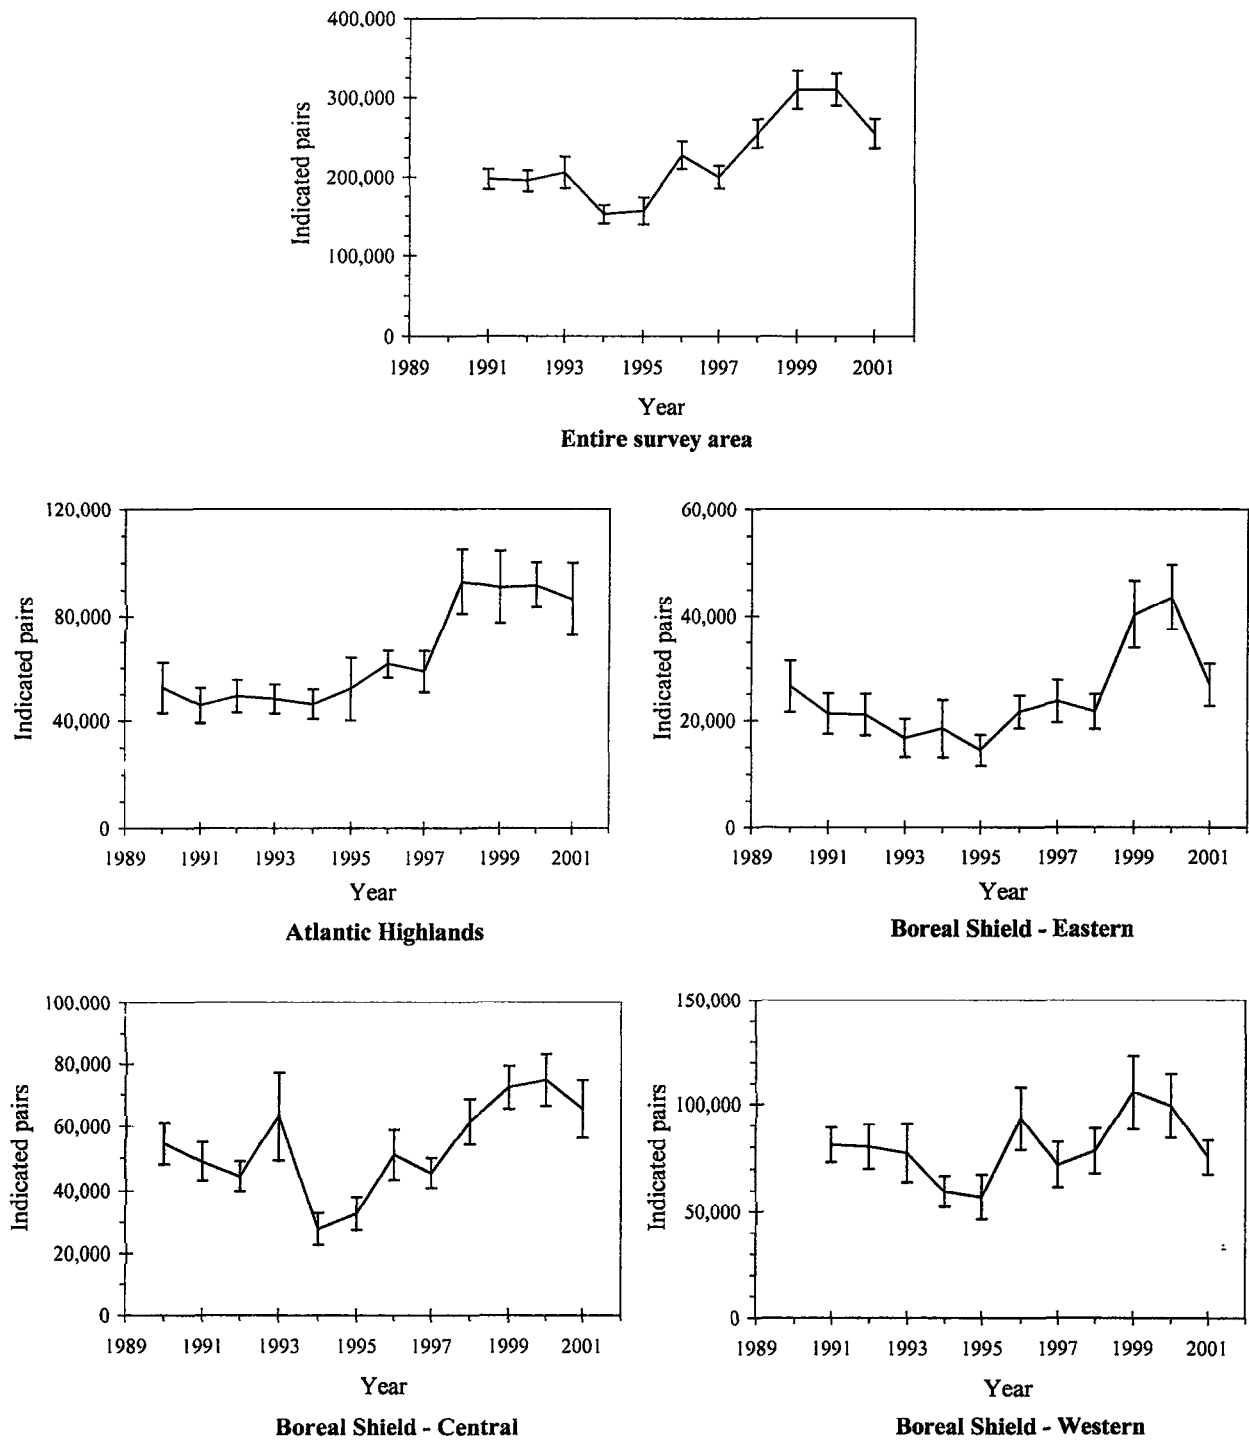 400,000
300,000
200,000
100,000
0
Indicated pairs
1989 1991 1993 1995 1997 1999 2001
Year
Entire survey area
120,000
80,000
40,000
0
Indicated pairs
1989 1991 1993 1995 1997 1999 2001
Year
Atlantic Highlands
60,000
40,000
20,000
0
Indicated pairs
1989 1991 1993 1995 1997 1999 2001
Year
Boreal Shield - Eastern
100.000
80,000
60,000
40,000
20,000
0
Indicated pairs
1989 1991 1993 1995 1997 1999 2001
Year
Boreal Shield - Central
150,000
100,000
50,000
0
Indicated pairs
1989 1991 1993 1995 1997 1999 2001
Year
Boreal Shield - Western